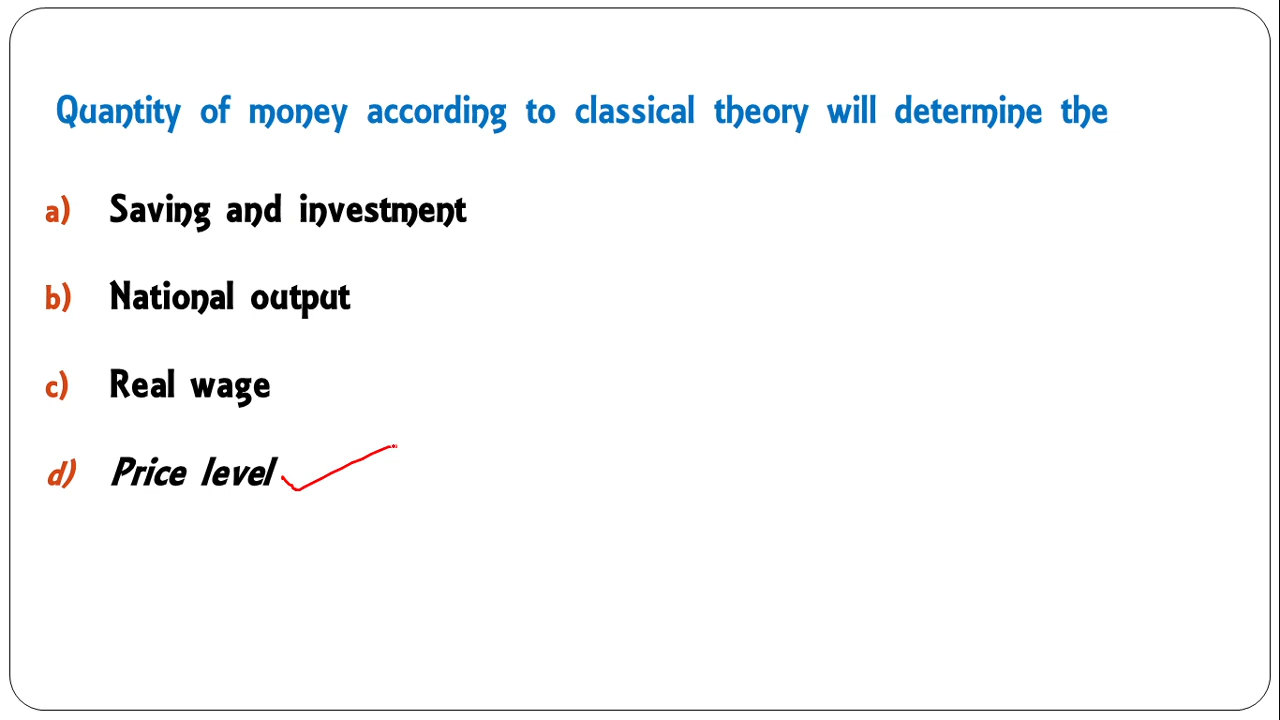 Quantity of money according to classical theory will determine the
a) Saving and investment
b) National output
c) Real wage
d) Price level